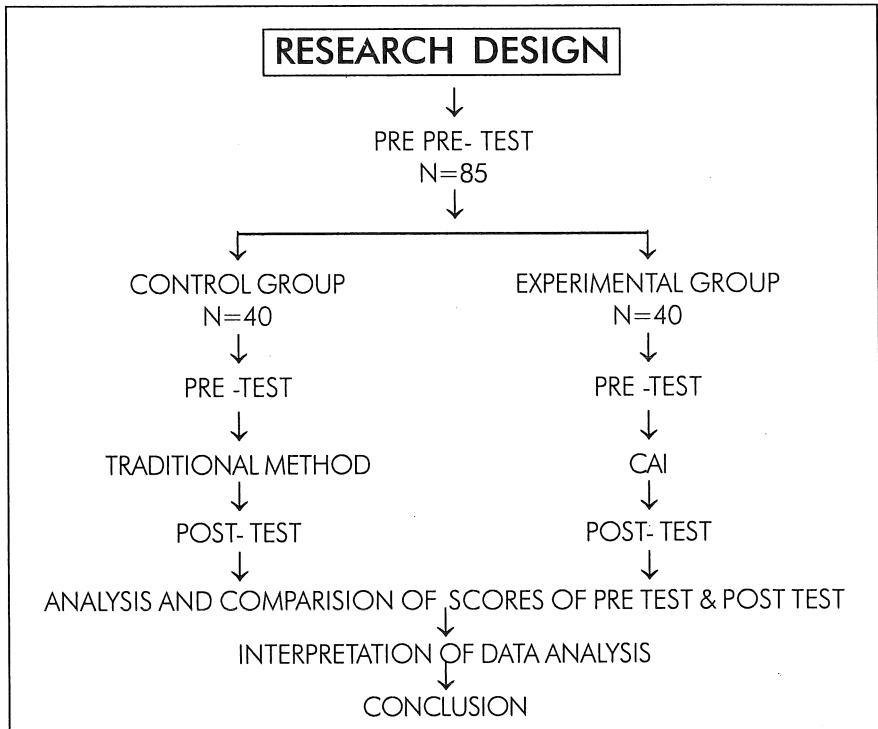 RESEARCH DESIGN
PRE PRE- TEST
N=85
CONTROL GROUP
N=40
EXPERIMENTAL GROUP
N=40
PRE -TEST
PRE -TEST
TRADITIONAL METHOD
CAI
POST- TEST
POST- TEST
ANALYSIS AND COMPARISION OF SCORES OF PRE TEST & POST TEST
INTERPRETATION OF DATA ANALYSIS
CONCLUSION